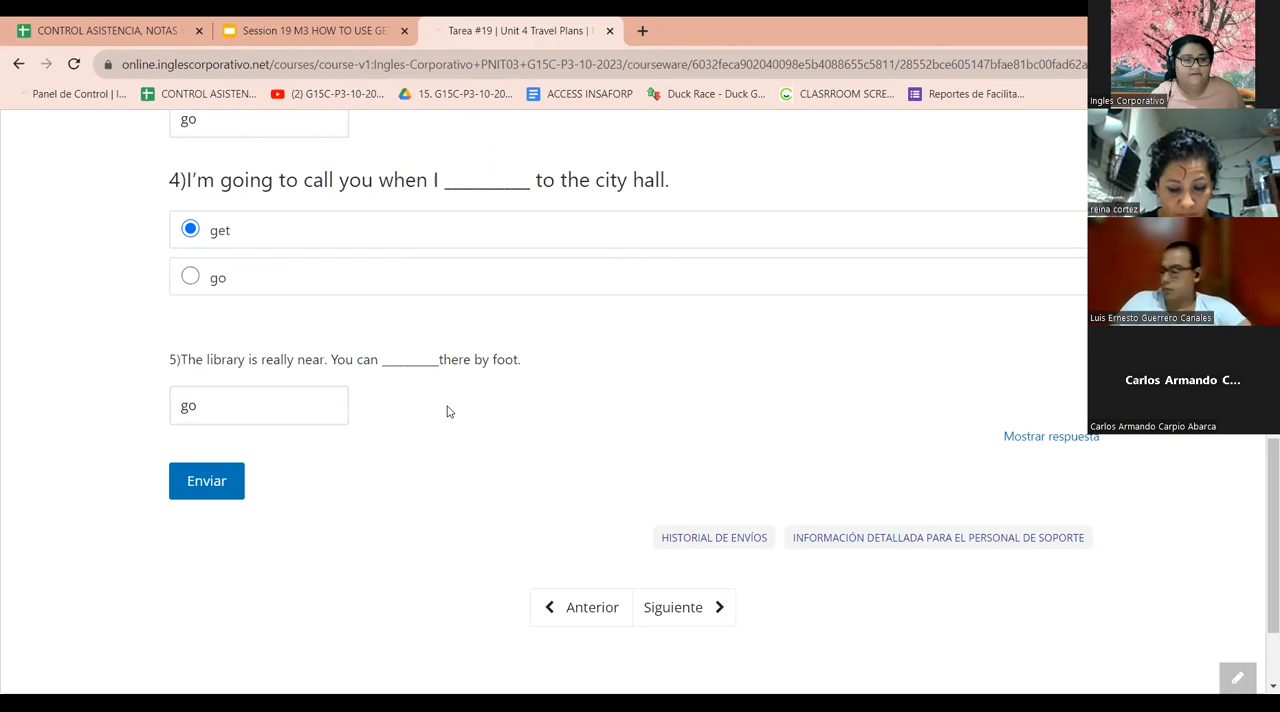 CONTROL ASISTENCIA, NOTAS
Session 19 M3 HOW TO USE GE
Tarea #19 | Unit 4 Travel Plans |
online.inglescorporativo.net/courses/course-v1:Ingles-Corporativo+PNIT03+G15C-P3-10-2023/courseware/6032feca902040098e5b4088655c5811/28552bce605147bfae81bc00fad62a
Panel de Control | I...
CONTROL ASISTEN...
(2) G15C-P3-10-20...
15. G15C-P3-10-20...
ACCESS INSAFORP
Duck Race - Duck G...
CLASRROOM SCRE...
Reportes de Facilita...
go
4)I'm going to call you when I _________ to the city hall.
get
go
5)The library is really near. You can ________there by foot.
go
Mostrar respuesta
Enviar
HISTORIAL DE ENVÍOS
INFORMACIÓN DETALLADA PARA EL PERSONAL DE SOPORTE
Anterior
Siguiente
Ingles Corporativo
reina cortez
Luis Ernesto Guerrero Canales
Carlos Armando C...
Carlos Armando Carpio Abarca